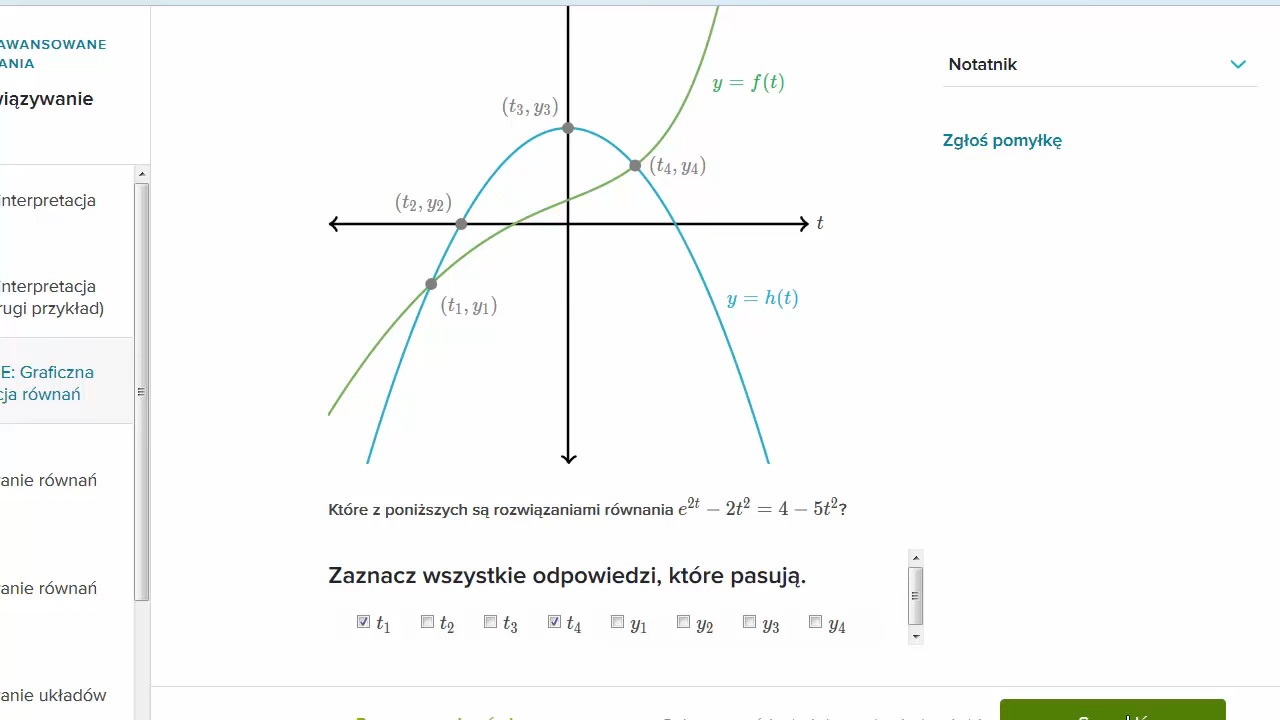 AWANSOWANE
ANIA
iązywanie
interpretacja
interpretacja
rugi przykład)
E: Graficzna
cja równań
anie równań
anie równań
anie układów
(t₃, y₃)
y = f(t)
(t₄, y₄)
(t₂, y₂)
t
(t₁, y₁)
y = h(t)
Które z poniższych są rozwiązaniami równania e²ᵗ − 2t² = 4 − 5t²?
Zaznacz wszystkie odpowiedzi, które pasują.
t₁ t₂ t₃ t₄ y₁ y₂ y₃ y₄
Notatnik
Zgłoś pomyłkę